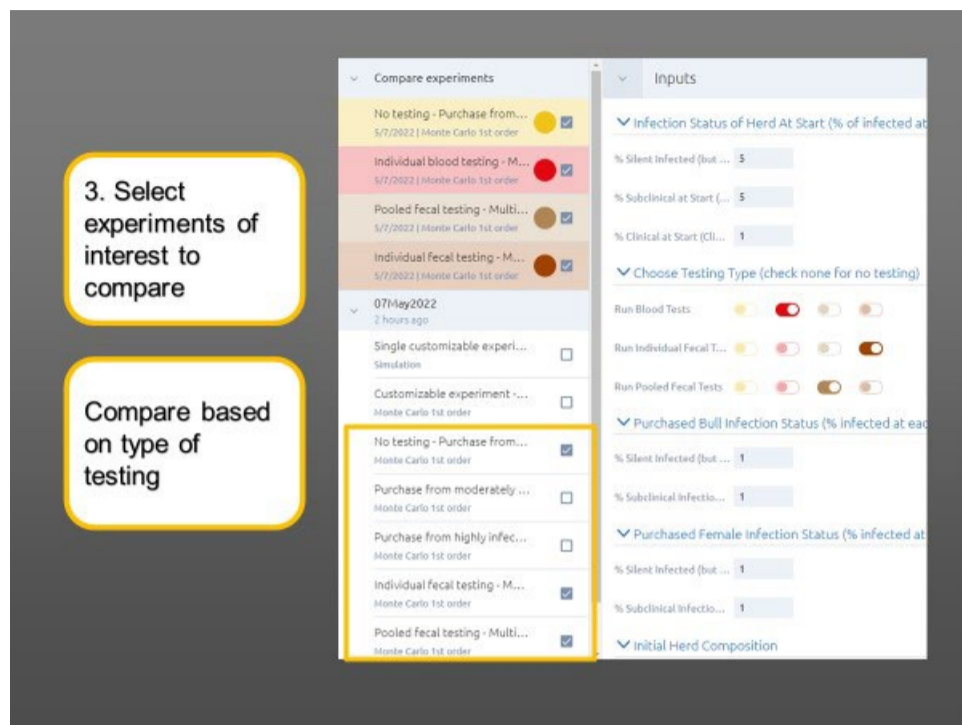 3. Select
experiments of
interest to
compare
Compare based
on type of
testing
Compare experiments
No testing - Purchase from...
5/7/2022 | Monte Carlo 1st order
Individual blood testing - M...
5/7/2022 | Monte Carlo 1st order
Pooled fecal testing - Multi...
5/7/2022 | Monte Carlo 1st order
Individual fecal testing - M...
5/7/2022 | Monte Carlo 1st order
07May2022
2 hours ago
Single customizable experi...
Simulation
Customizable experiment -...
Monte Carlo 1st order
No testing - Purchase from...
Monte Carlo 1st order
Purchase from moderately ...
Monte Carlo 1st order
Purchase from highly infec...
Monte Carlo 1st order
Individual fecal testing - M...
Monte Carlo 1st order
Pooled fecal testing - Multi...
Monte Carlo 1st order
Inputs
Infection Status of Herd At Start (% of infected at
% Silent Infected (but ... 5
% Subclinical at Start (... 5
% Clinical at Start (Cli... 1
Choose Testing Type (check none for no testing)
Run Blood Tests
Run Individual Fecal T...
Run Pooled Fecal Tests
Purchased Bull Infection Status (% infected at eac
% Silent Infected (but ... 1
% Subclinical Infectio... 1
Purchased Female Infection Status (% infected at
% Silent Infected (but ... 1
% Subclinical Infectio... 1
Initial Herd Composition